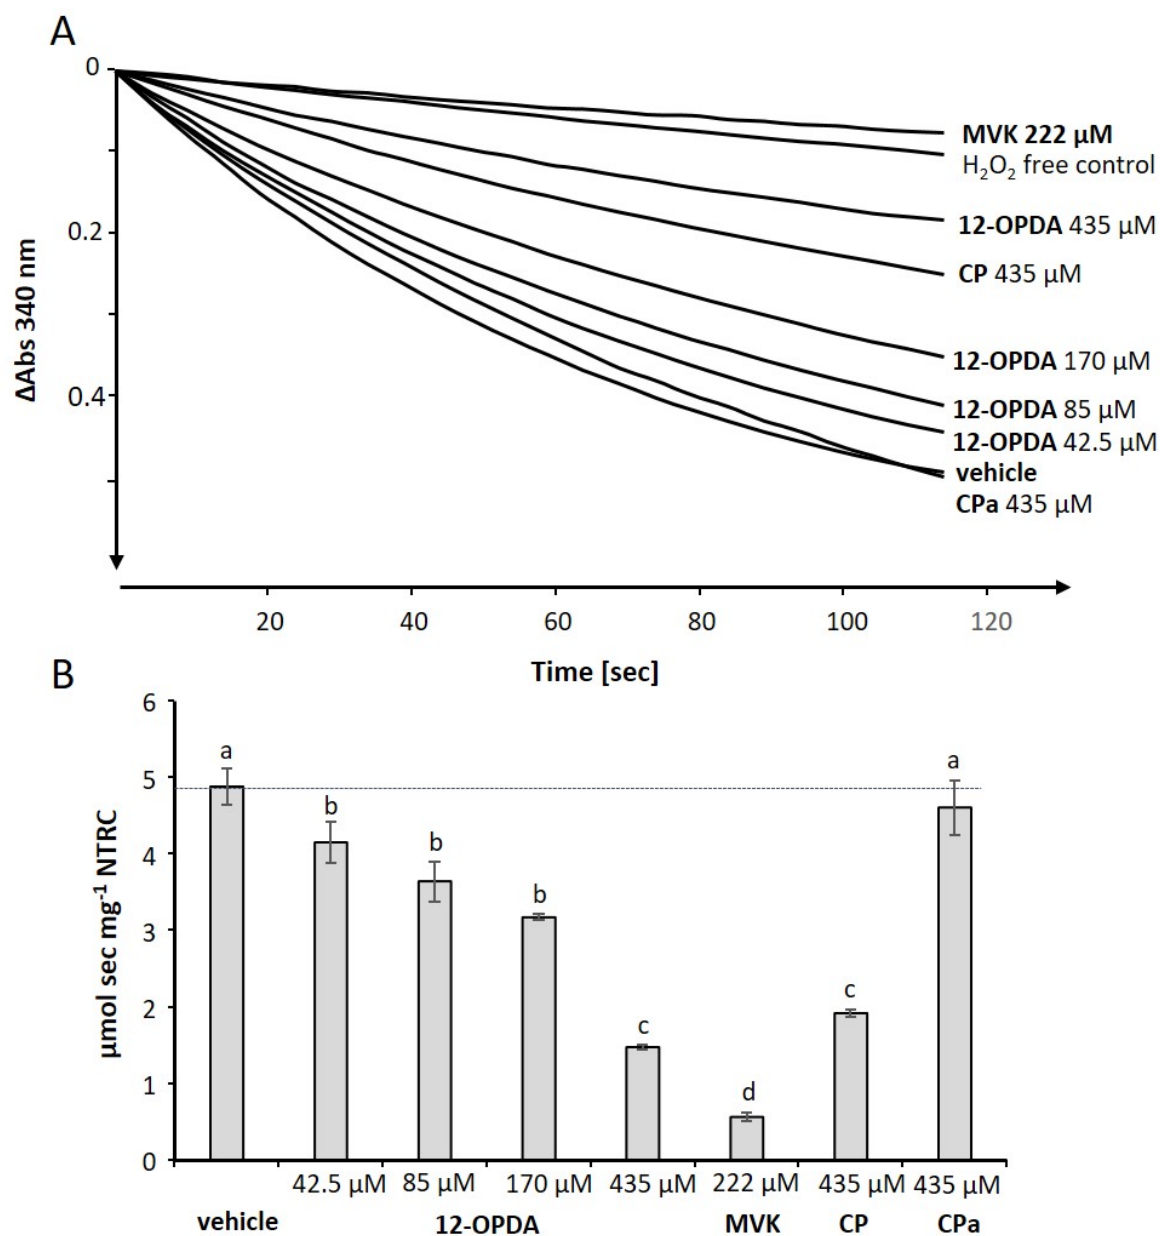 A
0
0.2
0.4
ΔAbs 340 nm
MVK 222 µM
H₂O₂ free control
12-OPDA 435 µM
CP 435 µM
12-OPDA 170 µM
12-OPDA 85 µM
12-OPDA 42.5 µM
vehicle
CPa 435 µM
20 40 60 80 100 120
Time [sec]
B
6
5
4
3
2
1
0
µmol sec mg⁻¹ NTRC
a b b b c d c a
42.5 µM 85 µM 170 µM 435 µM 222 µM 435 µM 435 µM
vehicle 12-OPDA MVK CP CPa